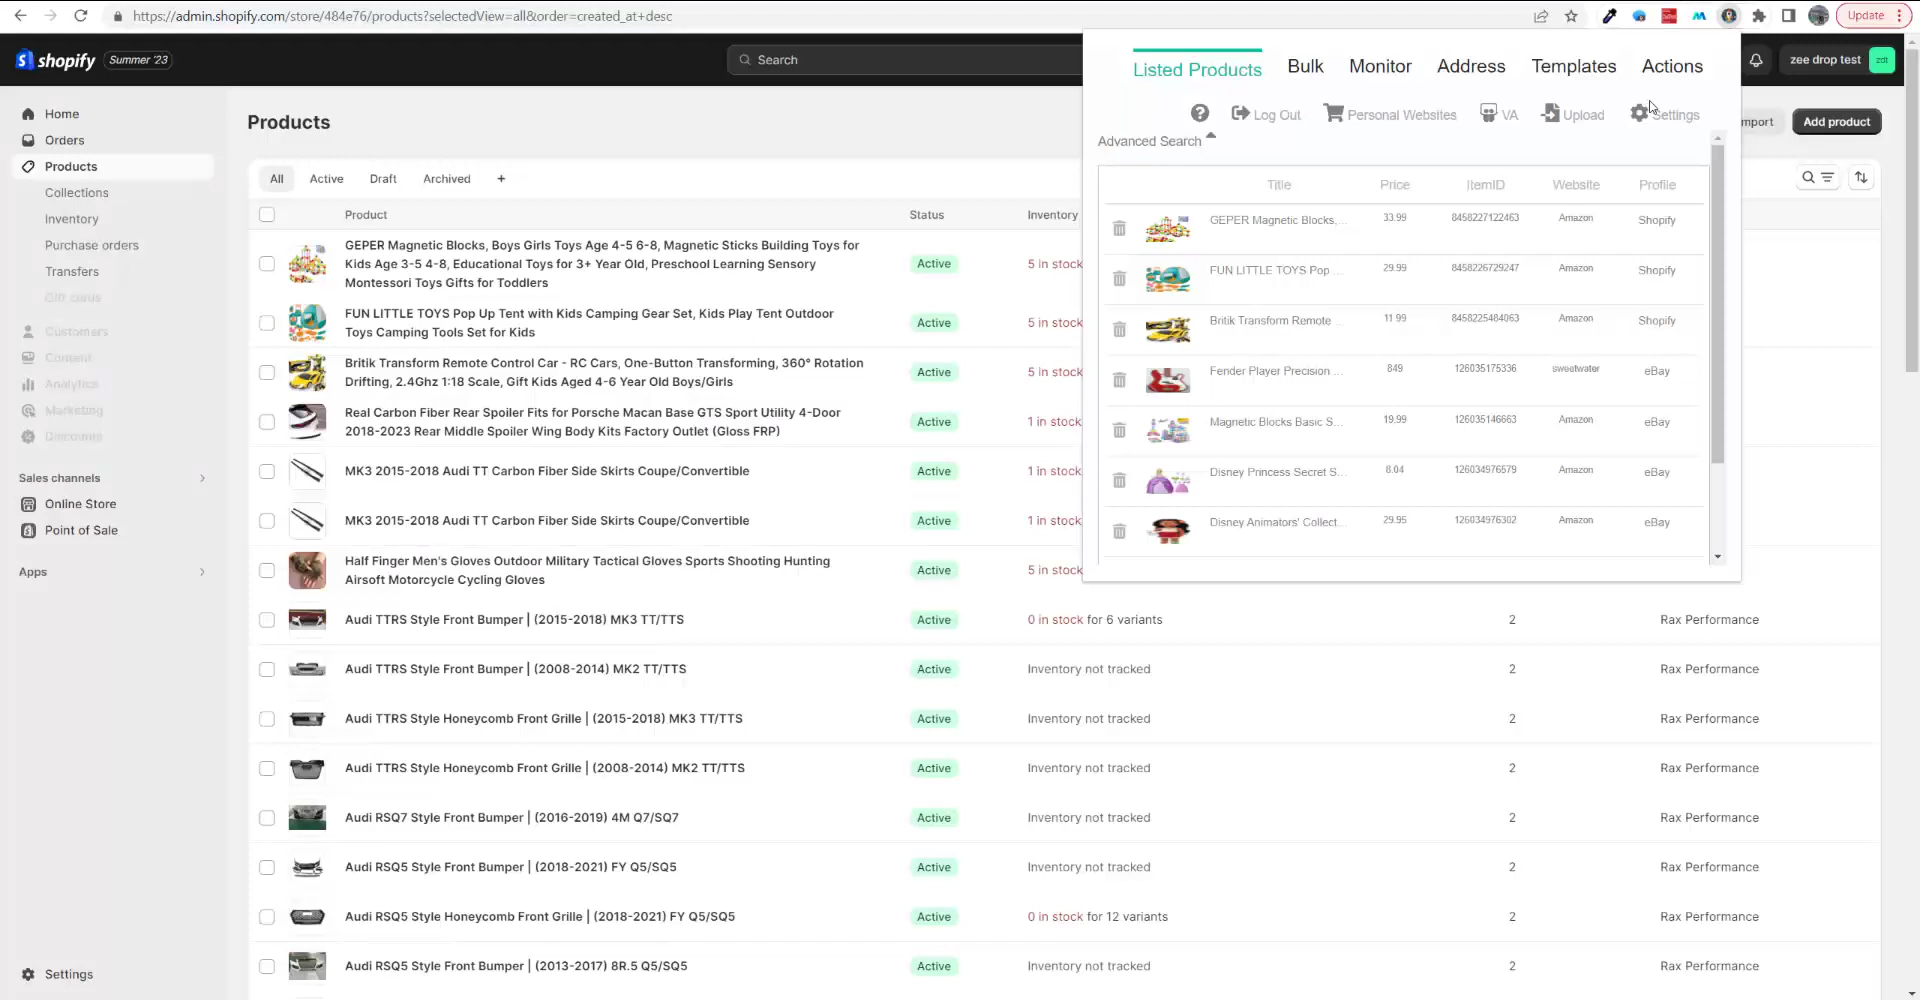 https://admin.shopify.com/store/484e76/products?selectedView=all&order=created_at+desc
Update
shopify
Summer '23
Search
zee drop test
zdt
Listed Products
Bulk
Monitor
Address
Templates
Actions
Log Out
Personal Websites
VA
Upload
Settings
Advanced Search
Title Price ItemID Website Profile
GEPER Magnetic Blocks,... 33.99 8458227122463 Amazon Shopify
FUN LITTLE TOYS Pop ... 29.99 8458226729247 Amazon Shopify
Britik Transform Remote ... 11.99 8458225484063 Amazon Shopify
Fender Player Precision ... 849 126035175336 sweetwater eBay
Magnetic Blocks Basic S... 19.99 126035146663 Amazon eBay
Disney Princess Secret S... 8.04 126034976579 Amazon eBay
Disney Animators' Collect... 29.95 126034976302 Amazon eBay
Home
Orders
Products
Collections
Inventory
Purchase orders
Transfers
Gift cards
Customers
Content
Analytics
Marketing
Discounts
Sales channels
Online Store
Point of Sale
Apps
Settings
Products
mport
Add product
All Active Draft Archived +
Product Status Inventory
GEPER Magnetic Blocks, Boys Girls Toys Age 4-5 6-8, Magnetic Sticks Building Toys for
Kids Age 3-5 4-8, Educational Toys for 3+ Year Old, Preschool Learning Sensory
Montessori Toys Gifts for Toddlers
Active
5 in stock
FUN LITTLE TOYS Pop Up Tent with Kids Camping Gear Set, Kids Play Tent Outdoor
Toys Camping Tools Set for Kids
Active
5 in stock
Britik Transform Remote Control Car - RC Cars, One-Button Transforming, 360° Rotation
Drifting, 2.4Ghz 1:18 Scale, Gift Kids Aged 4-6 Year Old Boys/Girls
Active
5 in stock
Real Carbon Fiber Rear Spoiler Fits for Porsche Macan Base GTS Sport Utility 4-Door
2018-2023 Rear Middle Spoiler Wing Body Kits Factory Outlet (Gloss FRP)
Active
1 in stock
MK3 2015-2018 Audi TT Carbon Fiber Side Skirts Coupe/Convertible Active 1 in stock
MK3 2015-2018 Audi TT Carbon Fiber Side Skirts Coupe/Convertible Active 1 in stock
Half Finger Men's Gloves Outdoor Military Tactical Gloves Sports Shooting Hunting
Airsoft Motorcycle Cycling Gloves
Active
5 in stock
Audi TTRS Style Front Bumper | (2015-2018) MK3 TT/TTS Active 0 in stock for 6 variants 2 Rax Performance
Audi TTRS Style Front Bumper | (2008-2014) MK2 TT/TTS Active Inventory not tracked 2 Rax Performance
Audi TTRS Style Honeycomb Front Grille | (2015-2018) MK3 TT/TTS Active Inventory not tracked 2 Rax Performance
Audi TTRS Style Honeycomb Front Grille | (2008-2014) MK2 TT/TTS Active Inventory not tracked 2 Rax Performance
Audi RSQ7 Style Front Bumper | (2016-2019) 4M Q7/SQ7 Active Inventory not tracked 2 Rax Performance
Audi RSQ5 Style Front Bumper | (2018-2021) FY Q5/SQ5 Active Inventory not tracked 2 Rax Performance
Audi RSQ5 Style Honeycomb Front Grille | (2018-2021) FY Q5/SQ5 Active 0 in stock for 12 variants 2 Rax Performance
Audi RSQ5 Style Front Bumper | (2013-2017) 8R.5 Q5/SQ5 Active Inventory not tracked 2 Rax Performance